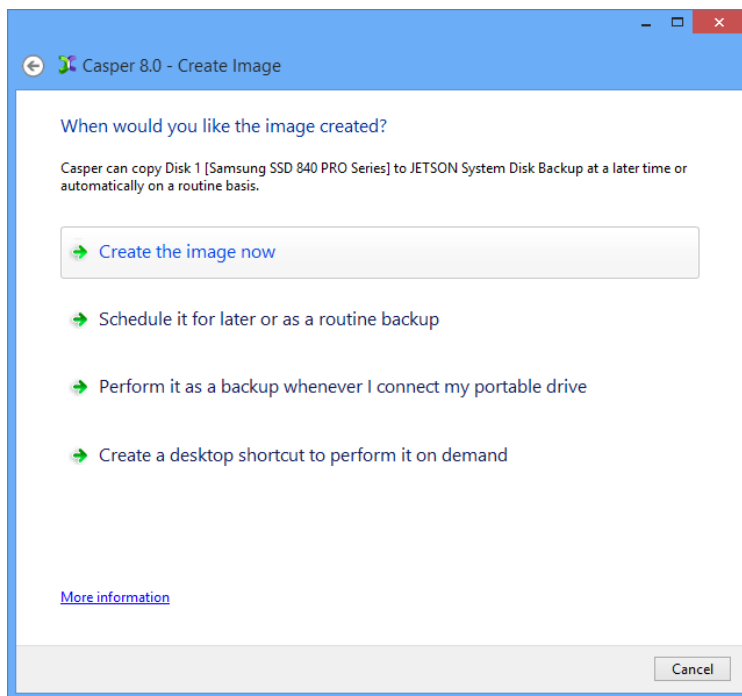 Casper 8.0 - Create Image
When would you like the image created?
Casper can copy Disk 1 [Samsung SSD 840 PRO Series] to JETSON System Disk Backup at a later time or
automatically on a routine basis.
Create the image now
Schedule it for later or as a routine backup
Perform it as a backup whenever I connect my portable drive
Create a desktop shortcut to perform it on demand
More information
Cancel